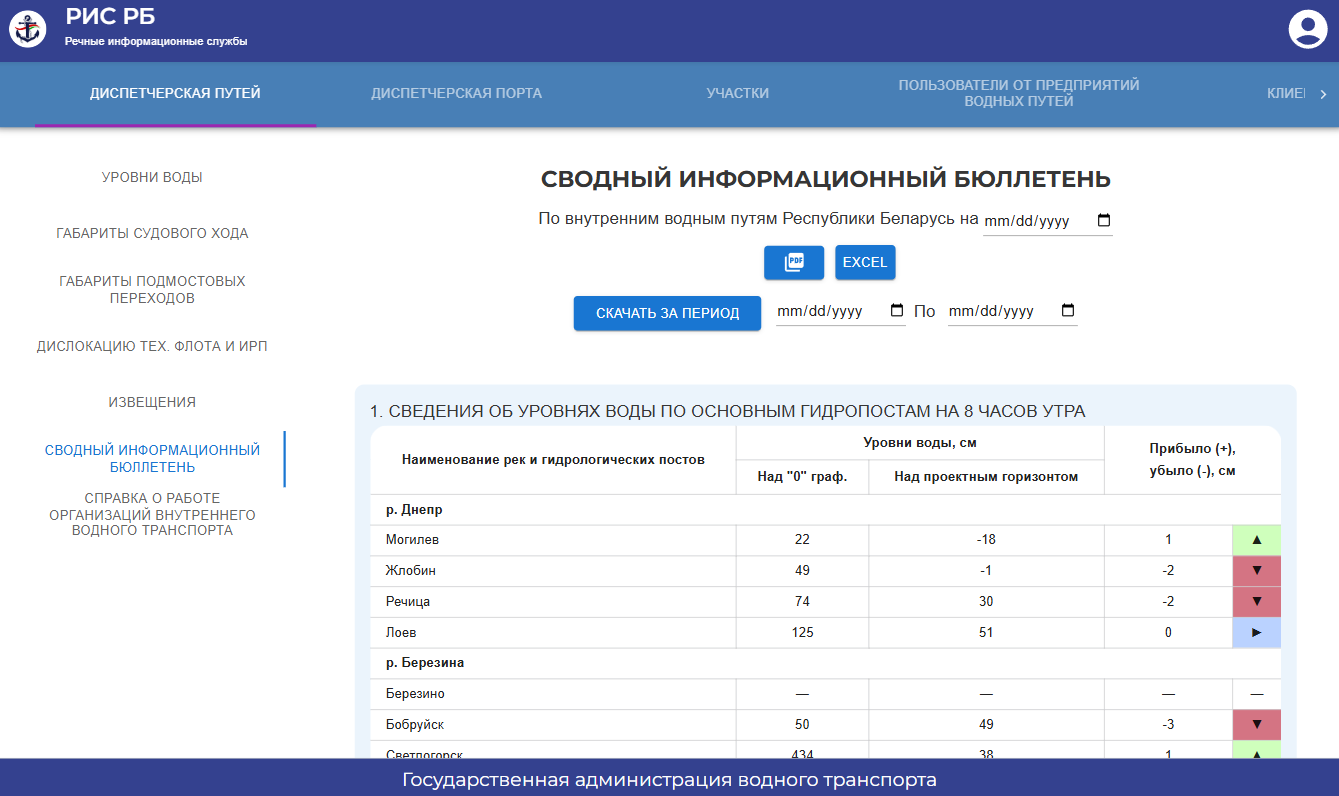 РИС РБ
Речные информационные службы
ДИСПЕТЧЕРСКАЯ ПУТЕЙ
ДИСПЕТЧЕРСКАЯ ПОРТА
УЧАСТКИ
ПОЛЬЗОВАТЕЛИ ОТ ПРЕДПРИЯТИЙ
ВОДНЫХ ПУТЕЙ
УРОВНИ ВОДЫ
ГАБАРИТЫ СУДОВОГО ХОДА
ГАБАРИТЫ ПОДМОСТОВЫХ
ПЕРЕХОДОВ
ДИСЛОКАЦИЮ ТЕХ. ФЛОТА И ИРП
ИЗВЕЩЕНИЯ
СВОДНЫЙ ИНФОРМАЦИОННЫЙ
БЮЛЛЕТЕНЬ
СПРАВКА О РАБОТЕ
ОРГАНИЗАЦИЙ ВНУТРЕННЕГО
ВОДНОГО ТРАНСПОРТА
СВОДНЫЙ ИНФОРМАЦИОННЫЙ БЮЛЛЕТЕНЬ
По внутренним водным путям Республики Беларусь на mm/dd/yyyy
PDF EXCEL
СКАЧАТЬ ЗА ПЕРИОД mm/dd/yyyy По mm/dd/yyyy
1. СВЕДЕНИЯ ОБ УРОВНЯХ ВОДЫ ПО ОСНОВНЫМ ГИДРОПОСТАМ НА 8 ЧАСОВ УТРА
Наименование рек и гидрологических постов
Уровни воды, см
Над "0" граф.
Над проектным горизонтом
Прибыло (+),
убыло (-), см
р. Днепр
Могилев 22 -18 1 ▲
Жлобин 49 -1 -2 ▼
Речица 74 30 -2 ▼
Лоев 125 51 0 ►
р. Березина
Березино — — — —
Бобруйск 50 49 -3 ▼
Светлогорск 434 38 1 ▲
Государственная администрация водного транспорта